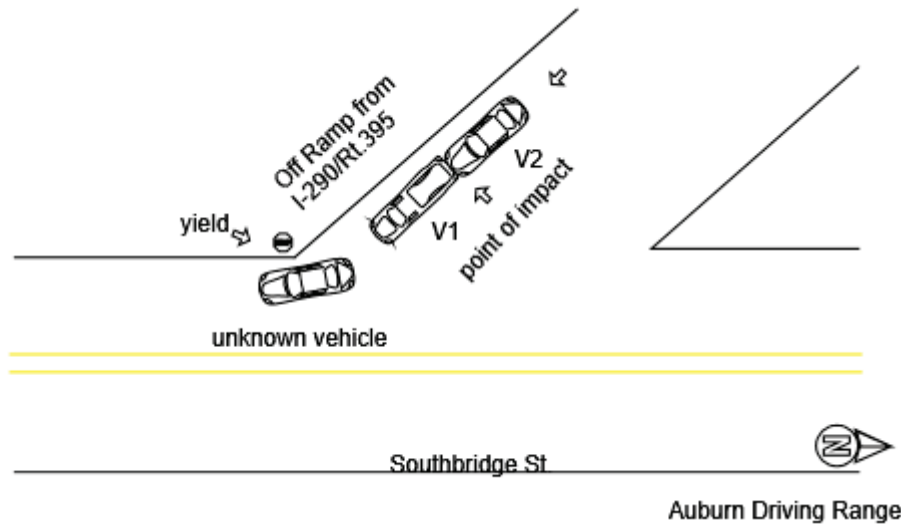 Off Ramp from
I-290/Rt.395
yield
V2
V1
point of impact
unknown vehicle
N
Southbridge St.
Auburn Driving Range